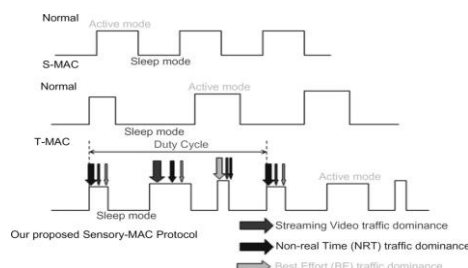 Normal
Active mode
Sleep mode
S-MAC
Normal
Active mode
Sleep mode
T-MAC
Duty Cycle
Active mode
Sleep mode
Our proposed Sensory-MAC Protocol
Streaming Video traffic dominance
Non-real Time (NRT) traffic dominance
Best Effort (BE) traffic dominance